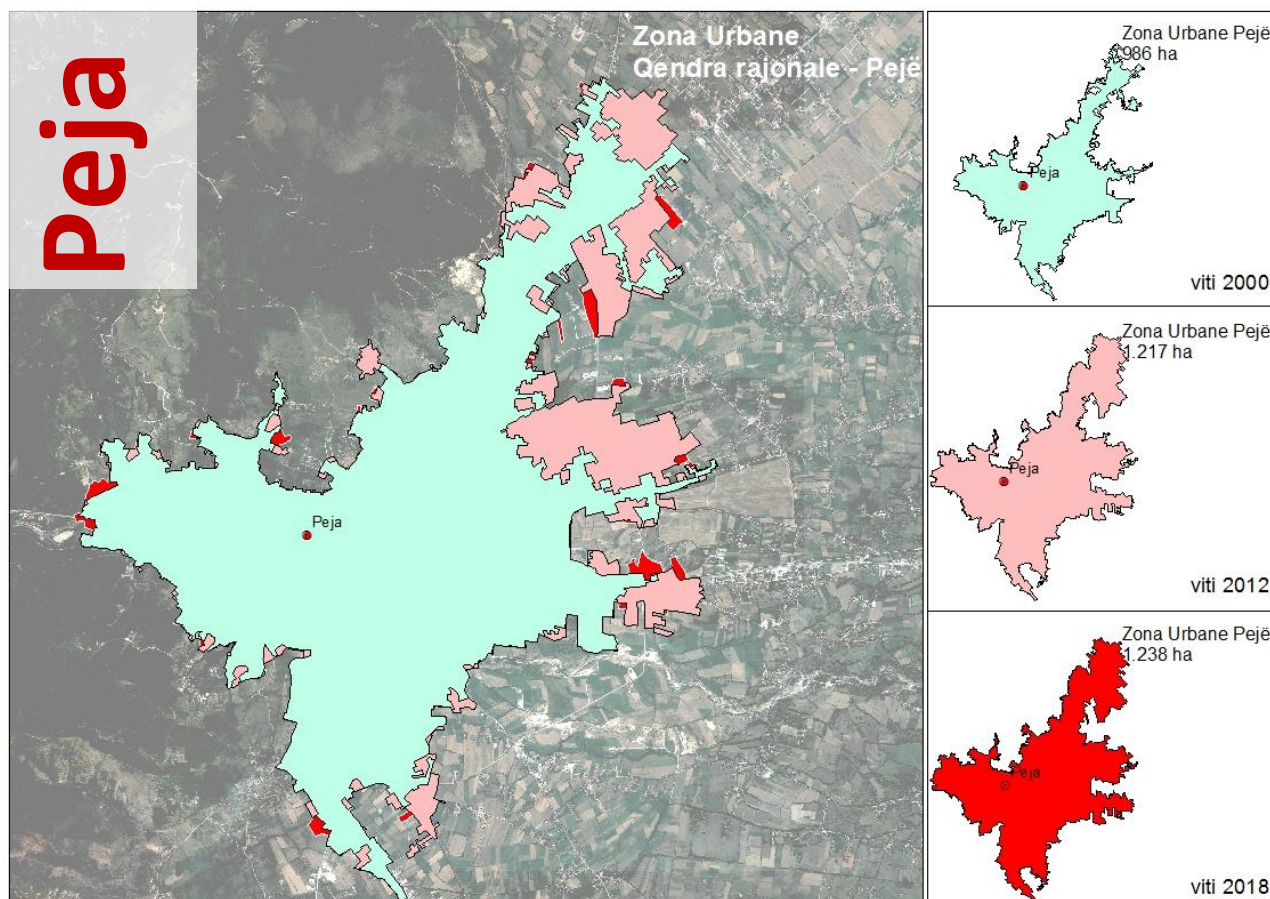 Peja
Zona Urbane
Qendra rajonale - Pejë
Peja
Zona Urbane Pejë
986 ha
Peja
viti 2000
Zona Urbane Pejë
1.217 ha
Peja
viti 2012
Zona Urbane Pejë
1.238 ha
Peja
viti 2018